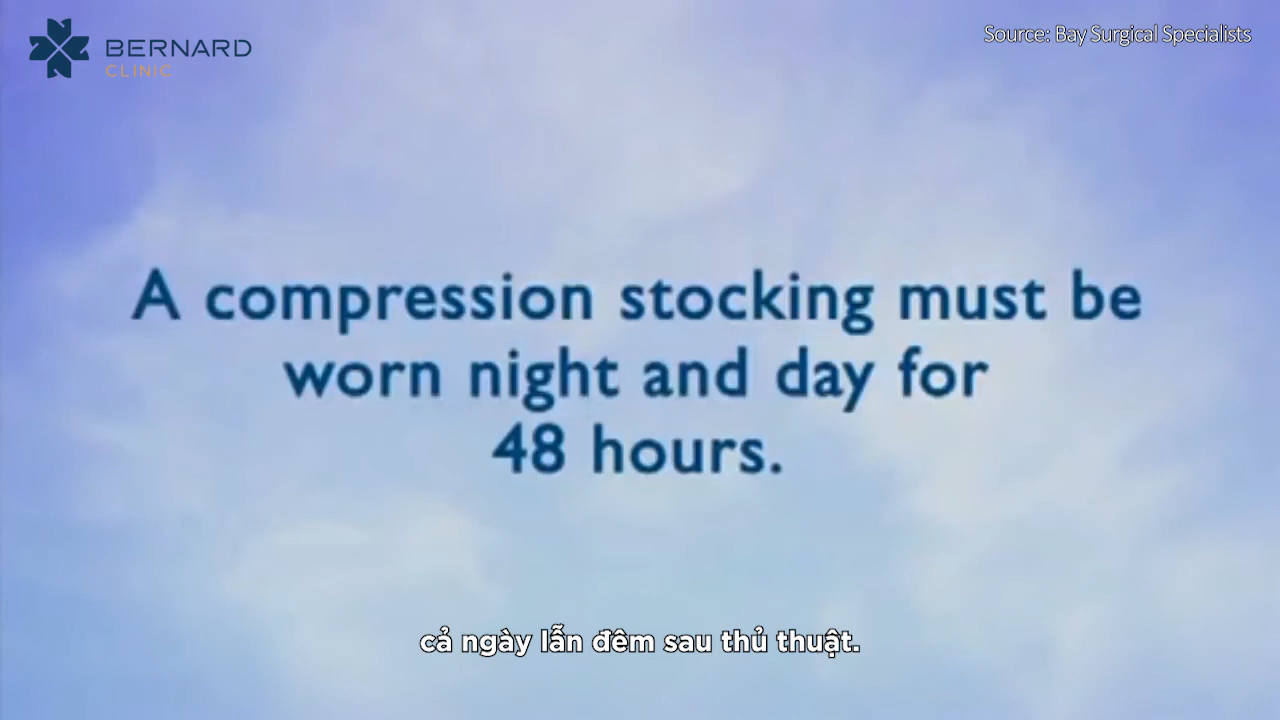 BERNARD
CLINIC
Source: Bay Surgical Specialists
A compression stocking must be
worn night and day for
48 hours.
cả ngày lẫn đêm sau thủ thuật.